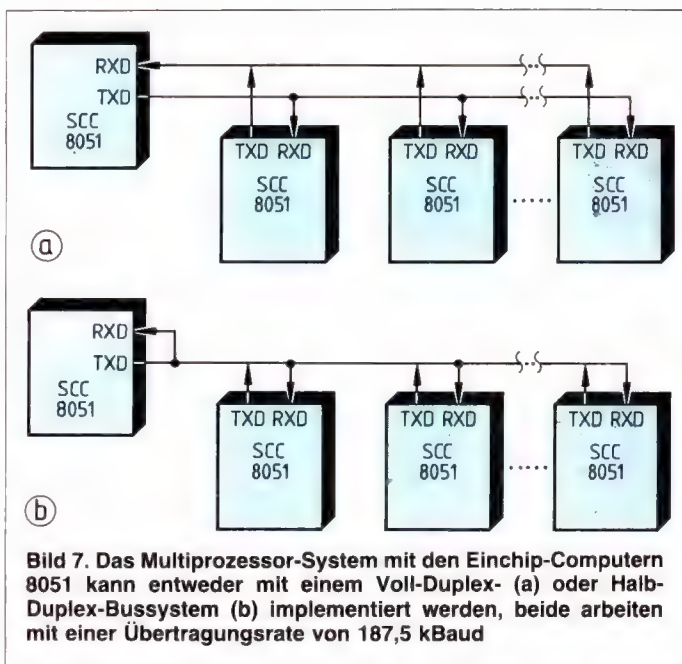 RXD
TXD
SCC
8051
TXD RXD
SCC
8051
TXD RXD
SCC
8051
TXD RXD
SCC
8051
a
RXD
TXD
SCC
8051
TXD RXD
SCC
8051
TXD RXD
SCC
8051
TXD RXD
SCC
8051
b
Bild 7. Das Multiprozessor-System mit den Einchip-Computern
8051 kann entweder mit einem Voll-Duplex- (a) oder Halb-
Duplex-Bussystem (b) implementiert werden, beide arbeiten
mit einer Übertragungsrate von 187,5 kBaud